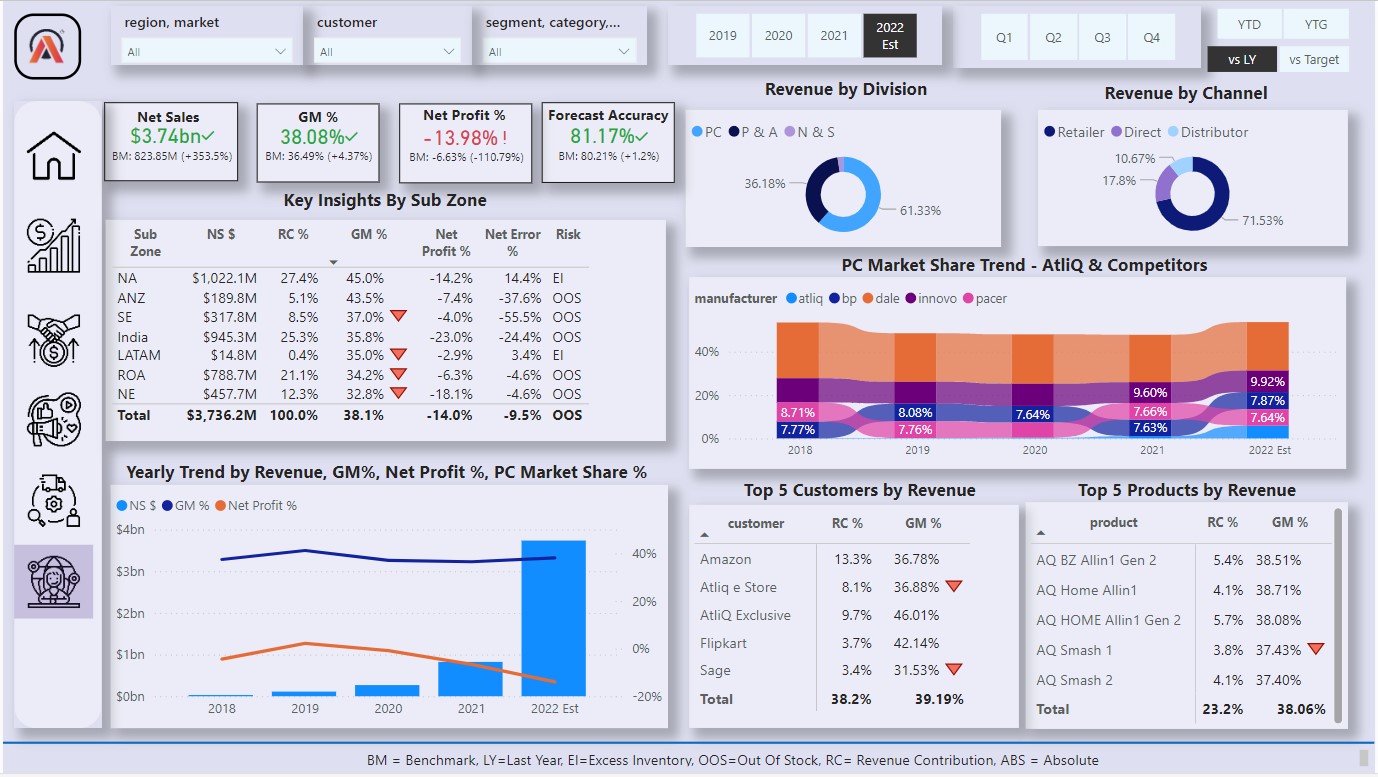 region, market
All
customer
All
segment, category,...
All
2019 2020 2021 2022 Est
Q1 Q2 Q3 Q4
YTD YTG
vs LY vs Target
Net Sales
$3.74bn
BM: 823.85M (+353.5%)
GM %
38.08%
BM: 36.49% (+4.37%)
Net Profit %
-13.98% !
BM: -6.63% (-110.79%)
Forecast Accuracy
81.17%
BM: 80.21% (+1.2%)
Key Insights By Sub Zone
Sub Zone NS $ RC % GM % Net Profit % Net Error % Risk
NA $1,022.1M 27.4% 45.0% -14.2% 14.4% EI
ANZ $189.8M 5.1% 43.5% -7.4% -37.6% OOS
SE $317.8M 8.5% 37.0% -4.0% -55.5% OOS
India $945.3M 25.3% 35.8% -23.0% -24.4% OOS
LATAM $14.8M 0.4% 35.0% -2.9% 3.4% EI
ROA $788.7M 21.1% 34.2% -6.3% -4.6% OOS
NE $457.7M 12.3% 32.8% -18.1% -4.6% OOS
Total $3,736.2M 100.0% 38.1% -14.0% -9.5% OOS
Revenue by Division
PC P & A N & S
36.18%
61.33%
Revenue by Channel
Retailer Direct Distributor
10.67%
17.8%
71.53%
PC Market Share Trend - AtliQ & Competitors
manufacturer atliq bp dale innovo pacer
40%
20%
0%
8.71%
7.77%
8.08%
7.76%
7.64%
9.60%
7.66%
7.63%
9.92%
7.87%
7.64%
2018 2019 2020 2021 2022 Est
Yearly Trend by Revenue, GM%, Net Profit %, PC Market Share %
NS $ GM % Net Profit %
$4bn
$3bn
$2bn
$1bn
$0bn
40%
20%
0%
-20%
2018 2019 2020 2021 2022 Est
Top 5 Customers by Revenue
customer RC % GM %
Amazon 13.3% 36.78%
Atliq e Store 8.1% 36.88%
AtliQ Exclusive 9.7% 46.01%
Flipkart 3.7% 42.14%
Sage 3.4% 31.53%
Total 38.2% 39.19%
Top 5 Products by Revenue
product RC % GM %
AQ BZ Allin1 Gen 2 5.4% 38.51%
AQ Home Allin1 4.1% 38.71%
AQ HOME Allin1 Gen 2 5.7% 38.08%
AQ Smash 1 3.8% 37.43%
AQ Smash 2 4.1% 37.40%
Total 23.2% 38.06%
BM = Benchmark, LY=Last Year, EI=Excess Inventory, OOS=Out Of Stock, RC= Revenue Contribution, ABS = Absolute